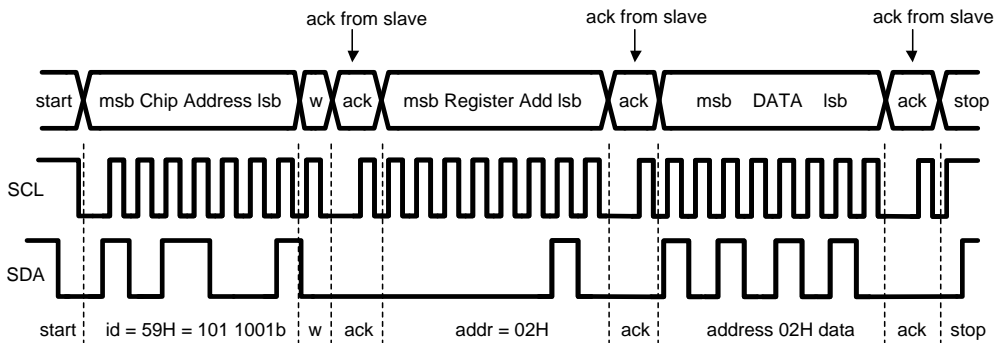 ack from slave ack from slave ack from slave
start msb Chip Address lsb w ack msb Register Add lsb ack msb DATA lsb ack stop
SCL
SDA
start id = 59H = 101 1001b w ack addr = 02H ack address 02H data ack stop